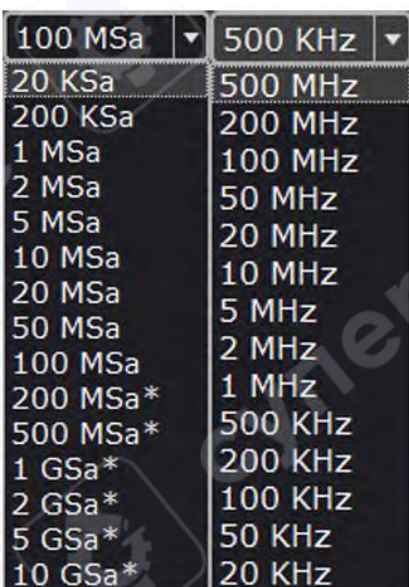 100 MSa
20 KSa
200 KSa
1 MSa
2 MSa
5 MSa
10 MSa
20 MSa
50 MSa
100 MSa
200 MSa*
500 MSa*
1 GSa*
2 GSa*
5 GSa*
10 GSa*
500 KHz
500 MHz
200 MHz
100 MHz
50 MHz
20 MHz
10 MHz
5 MHz
2 MHz
1 MHz
500 KHz
200 KHz
100 KHz
50 KHz
20 KHz